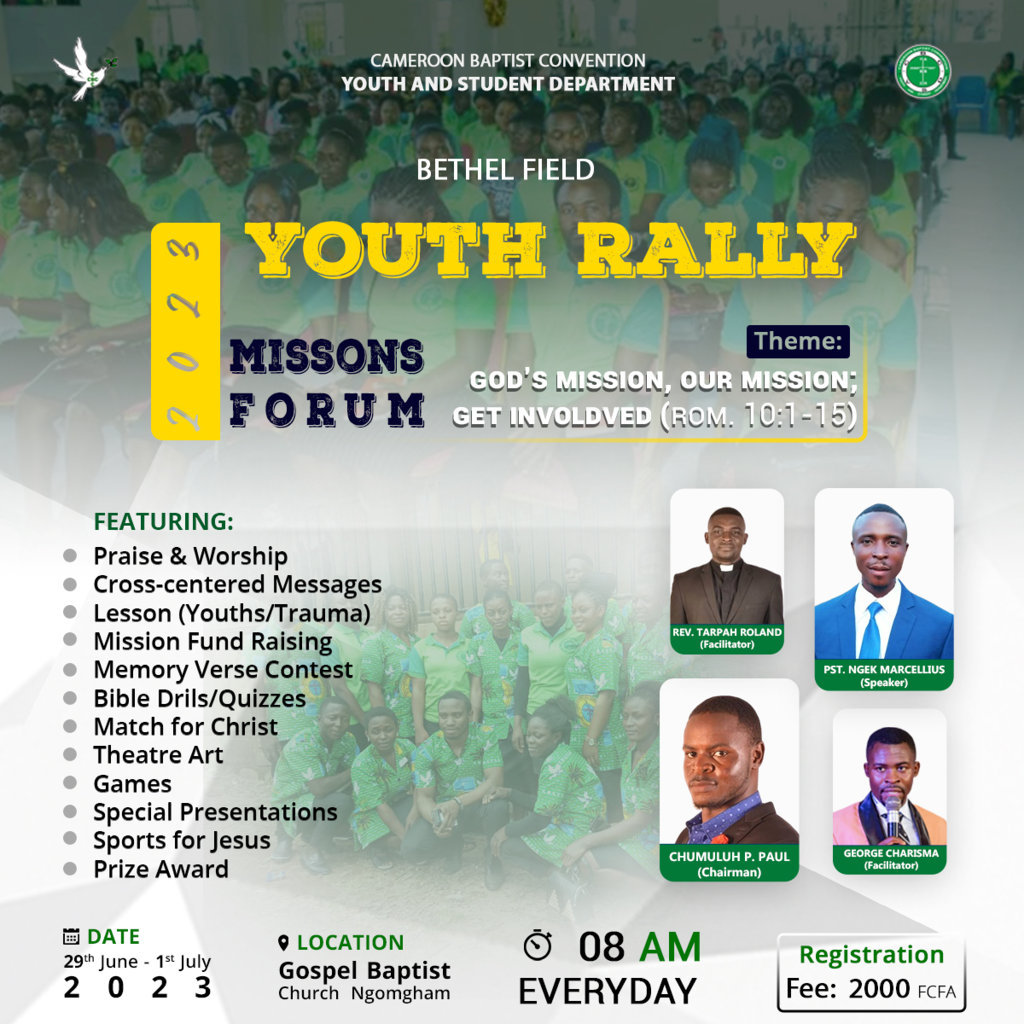 CAMEROON BAPTIST CONVENTION
YOUTH AND STUDENT DEPARTMENT
BETHEL FIELD
2023
YOUTH RALLY
MISSONS
FORUM
Theme:
GOD'S MISSION, OUR MISSION;
GET INVOLDVED (ROM. 10:1-15)
FEATURING:
Praise & Worship
Cross-centered Messages
Lesson (Youths/Trauma)
Mission Fund Raising
Memory Verse Contest
Bible Drils/Quizzes
Match for Christ
Theatre Art
Games
Special Presentations
Sports for Jesus
Prize Award
REV. TARPAH ROLAND
(Facilitator)
PST. NGEK MARCELLIUS
(Speaker)
CHUMULUH P. PAUL
(Chairman)
GEORGE CHARISMA
(Facilitator)
DATE
29th June - 1st July
2 0 2 3
LOCATION
Gospel Baptist
Church Ngomgham
08 AM
EVERYDAY
Registration
Fee: 2000 FCFA